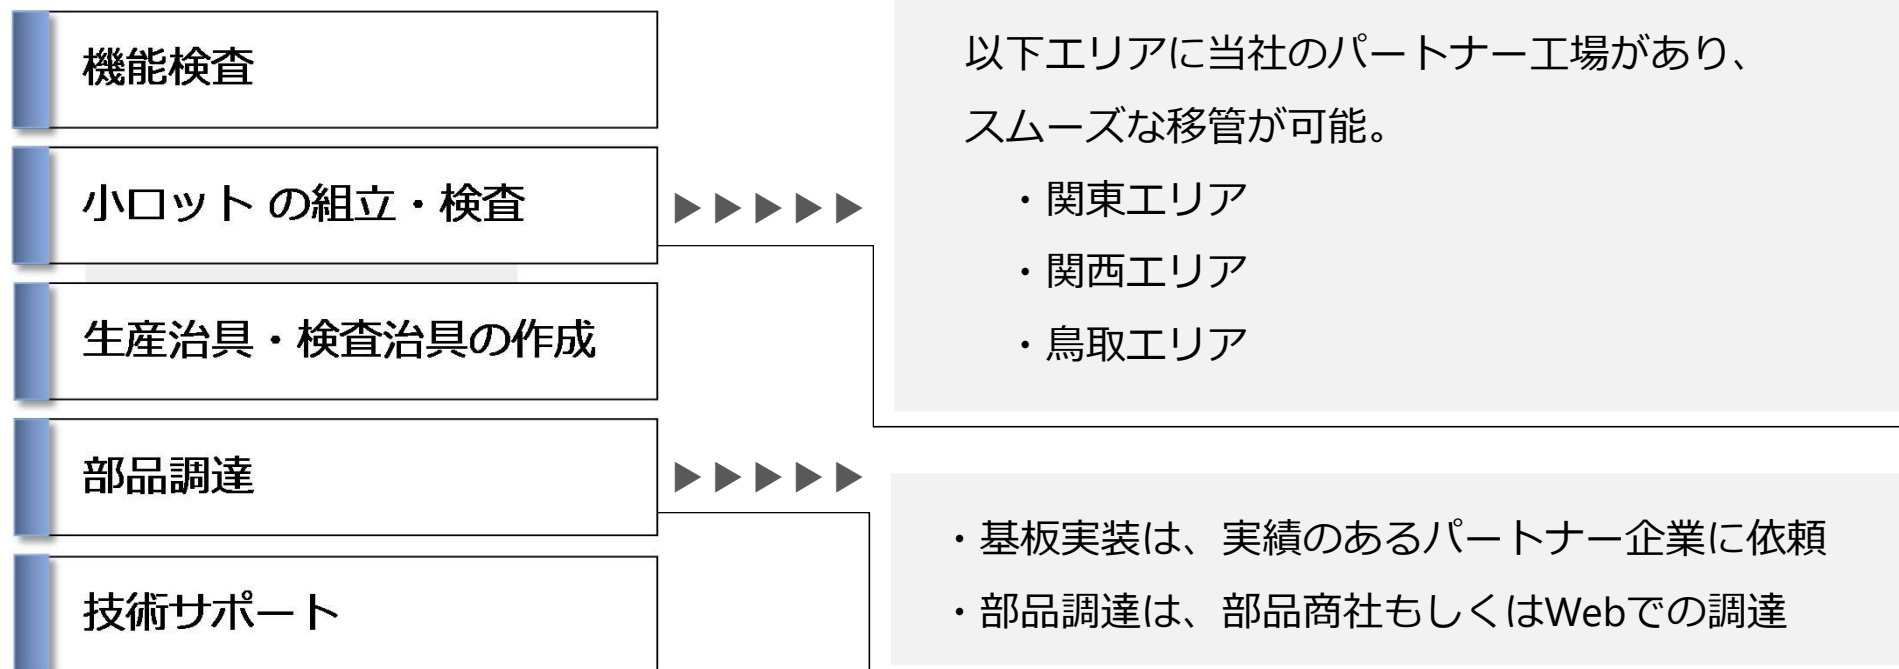 機能検査
小ロット の組立・検査
▶▶▶▶▶
以下エリアに当社のパートナー工場があり、
スムーズな移管が可能。
・関東エリア
・関西エリア
・鳥取エリア
生産治具・検査治具の作成
部品調達
▶▶▶▶▶
・基板実装は、実績のあるパートナー企業に依頼
・部品調達は、部品商社もしくはWebでの調達
技術サポート